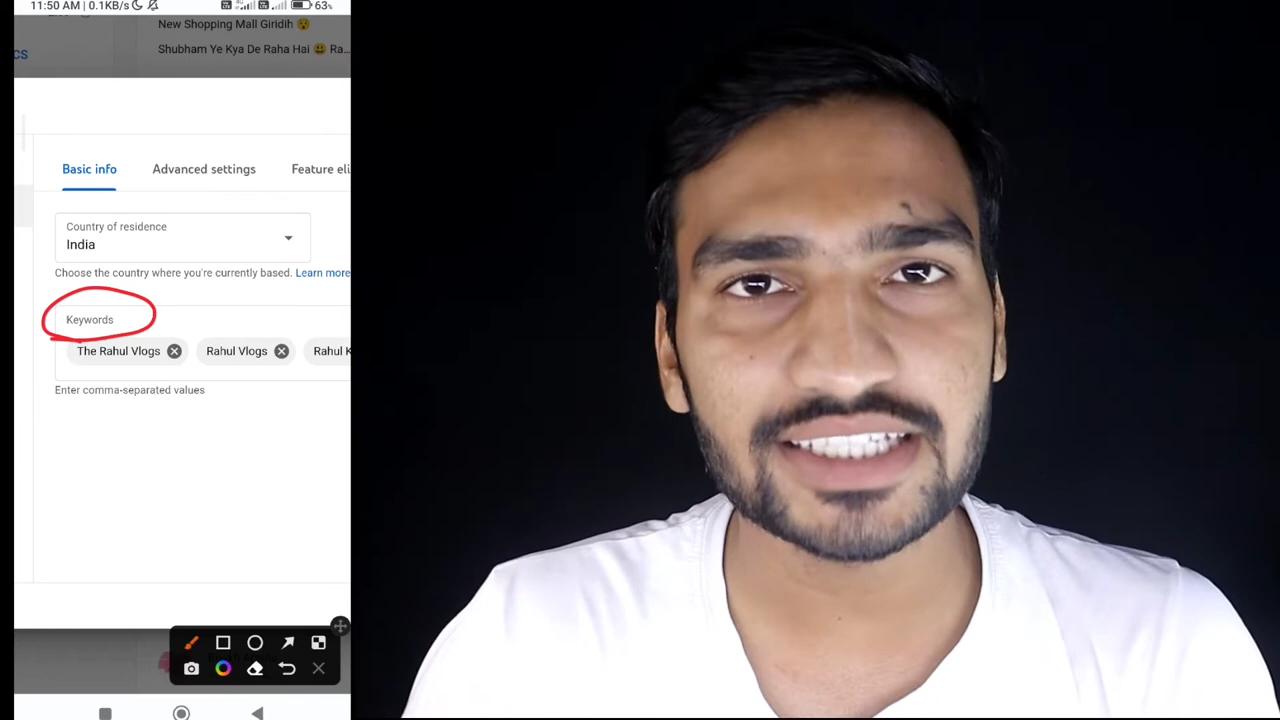 11:50 AM | 0.1KB/s
63%
New Shopping Mall Giridih 😯
CS
Shubham Ye Kya De Raha Hai 😃 Ra...
Basic info
Advanced settings
Feature eli
Country of residence
India
Choose the country where you're currently based. Learn more
Keywords
The Rahul Vlogs
Rahul Vlogs
Rahul K
Enter comma-separated values